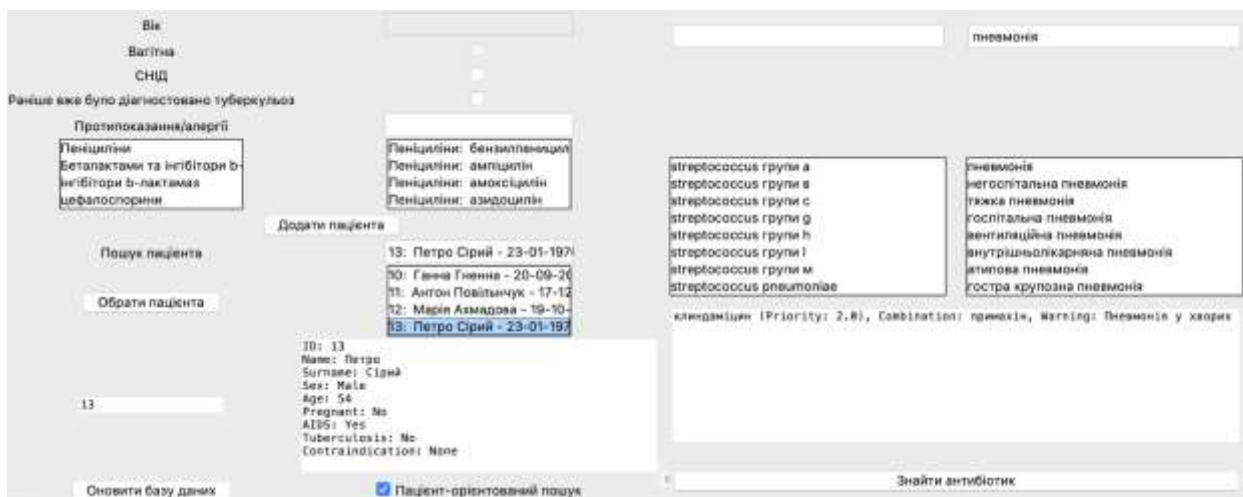 Вік
Вагітна
СНІД
Раніше вже було діагностовано туберкульоз
Протипоказання/алергії
Пеніциліни
Беталактами та інгібітори b-
інгібітори b-лактамаз
цефалоспорини
Пеніциліни: бензилпеницил
Пеніциліни: ампіцилін
Пеніциліни: амоксіцилін
Пеніциліни: азидоцилін
Додати пацієнта
Пошук пацієнта
13: Петро Сірий - 23-01-197
10: Ганна Гненна - 20-09-20
11: Антон Повільнчук - 17-12
12: Марія Ахмадова - 19-10-
13: Петро Сірий - 23-01-197
Обрати пацієнта
ID: 13
Name: Петро
Surname: Сірий
Sex: Male
Age: 54
Pregnant: No
AIDS: Yes
Tuberculosis: No
Contraindication: None
13
Оновити базу даних
Пацієнт-орієнтований пошук
пневмонія
streptococcus групи a
streptococcus групи в
streptococcus групи c
streptococcus групи g
streptococcus групи h
streptococcus групи l
streptococcus групи м
streptococcus pneumoniae
пневмонія
негоспітальна пневмонія
тяжка пневмонія
госпітальна пневмонія
вентиляційна пневмонія
внутрішньолікарняна пневмонія
атипова пневмонія
гостра крупозна пневмонія
клиндаміцин (Priority: 2.0), Combination: примахін, Warning: Пневмонія у хворих
Знайти антибіотик